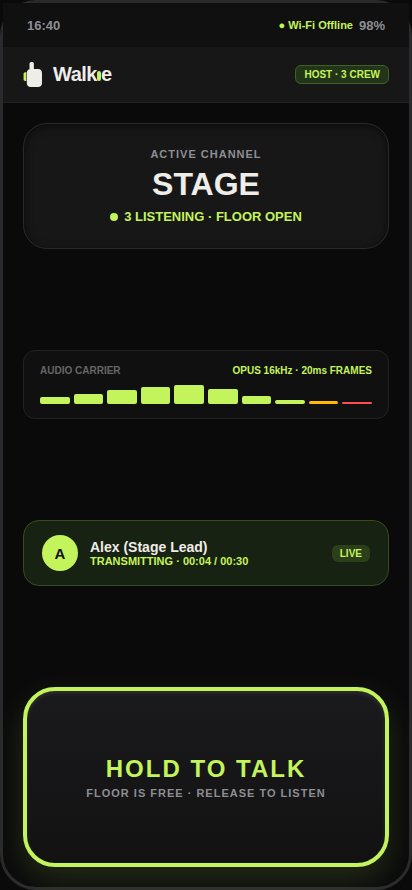 16:40
● Wi-Fi Offline 98%
Walkie
HOST · 3 CREW
ACTIVE CHANNEL
STAGE
3 LISTENING · FLOOR OPEN
AUDIO CARRIER
OPUS 16kHz · 20ms FRAMES
A
Alex (Stage Lead)
TRANSMITTING · 00:04 / 00:30
LIVE
HOLD TO TALK
FLOOR IS FREE · RELEASE TO LISTEN